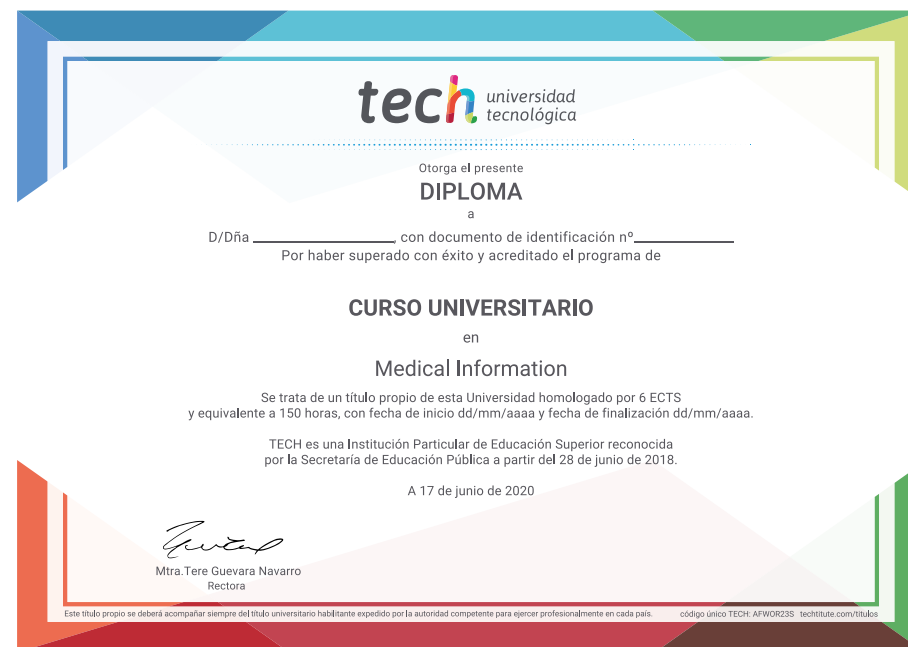 tech universidad
tecnológica
Otorga el presente
DIPLOMA
a
D/Dña ____________________, con documento de identificación nº______________
Por haber superado con éxito y acreditado el programa de
CURSO UNIVERSITARIO
en
Medical Information
Se trata de un título propio de esta Universidad homologado por 6 ECTS
y equivalente a 150 horas, con fecha de inicio dd/mm/aaaa y fecha de finalización dd/mm/aaaa.
TECH es una Institución Particular de Educación Superior reconocida
por la Secretaría de Educación Pública a partir del 28 de junio de 2018.
A 17 de junio de 2020
Mtra.Tere Guevara Navarro
Rectora
Este título propio se deberá acompañar siempre del título universitario habilitante expedido por la autoridad competente para ejercer profesionalmente en cada país. código único TECH: AFWOR23S techtitute.com/titulos